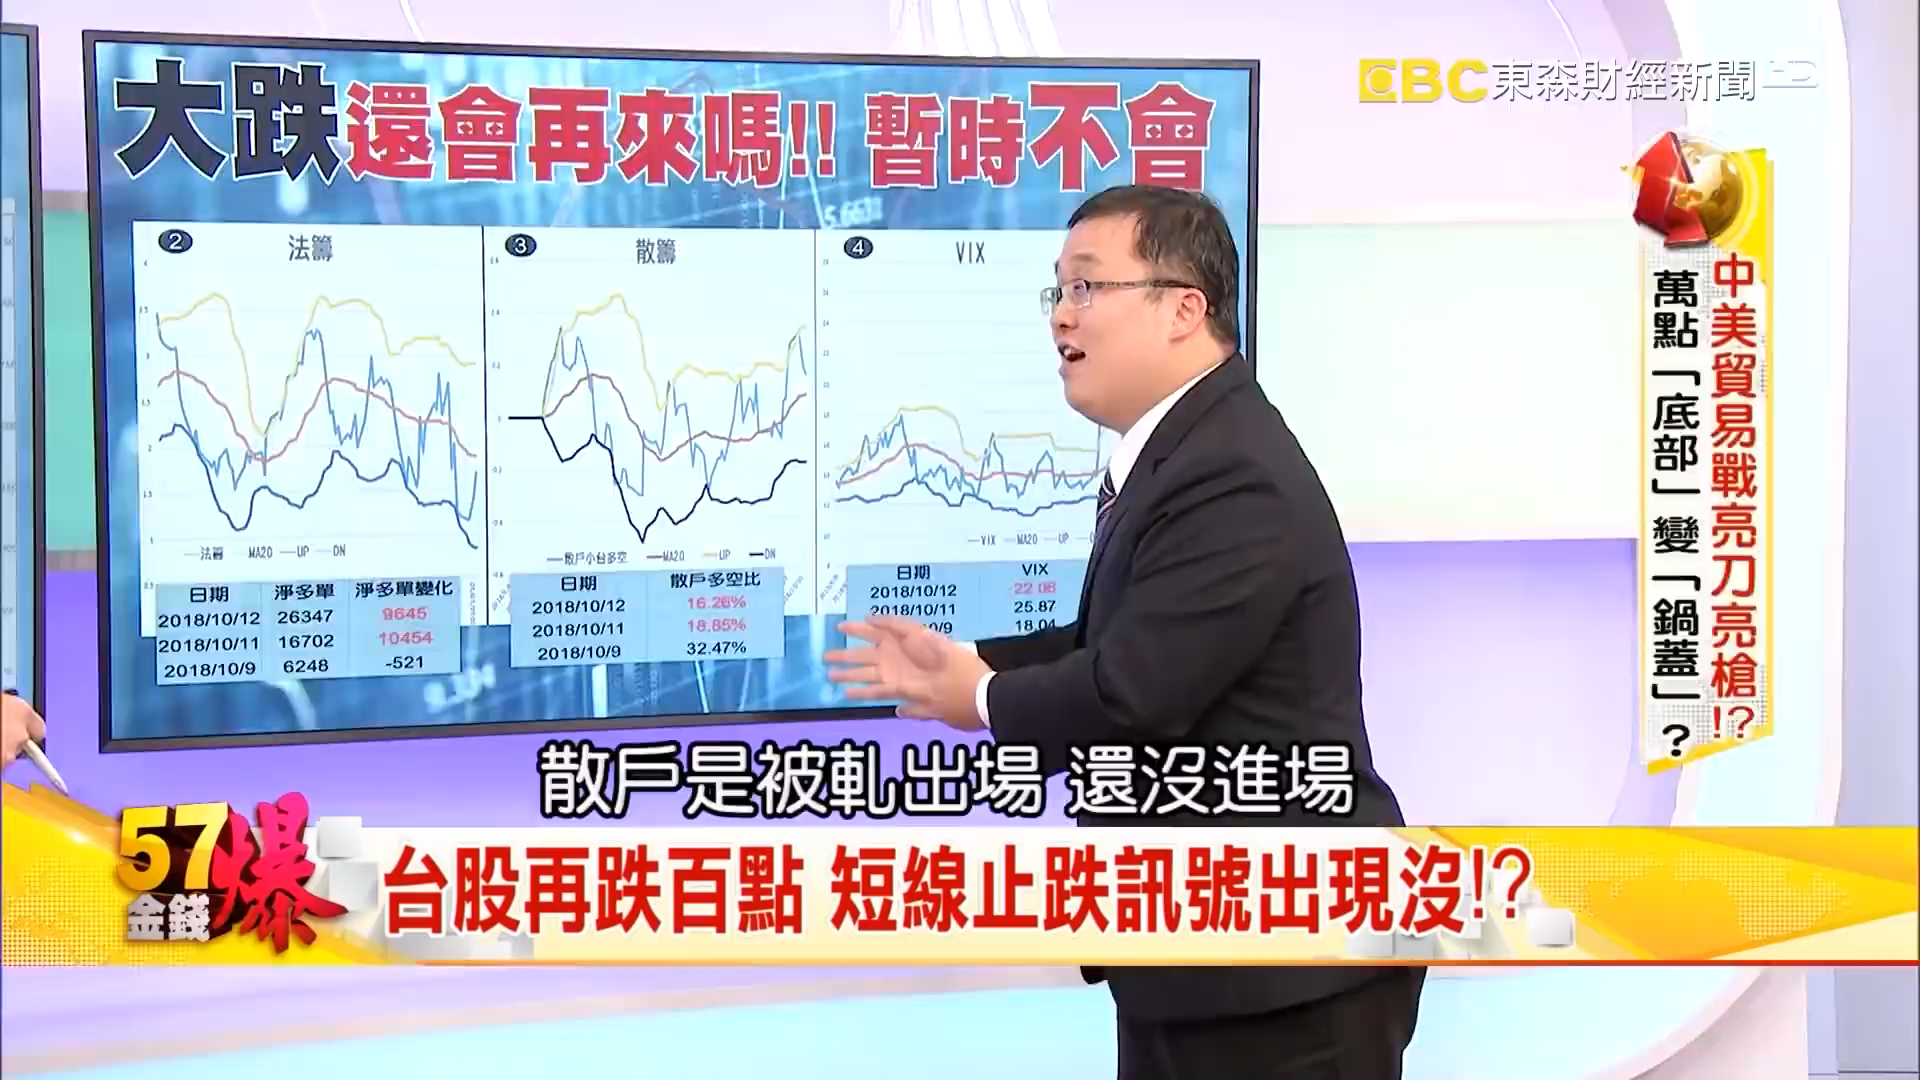 EBC東森財經新聞
大跌還會再來嗎!! 暫時不會
5.6631
2 法籌
法籌 MA20 UP DN
日期 淨多單 淨多單變化
2018/10/12 26347 9645
2018/10/11 16702 10454
2018/10/9 6248 -521
3 散籌
散戶小台多空 MA20 UP DN
日期 散戶多空比
2018/10/12 16.26%
2018/10/11 18.85%
2018/10/9 32.47%
4 VIX
VIX MA20 UP
日期 VIX
2018/10/12 22.08
2018/10/11 25.87
0/9 18.04
中美貿易戰亮刀亮槍!?
萬點「底部」變「鍋蓋」?
散戶是被軋出場 還沒進場
57金錢爆
台股再跌百點 短線止跌訊號出現沒!?